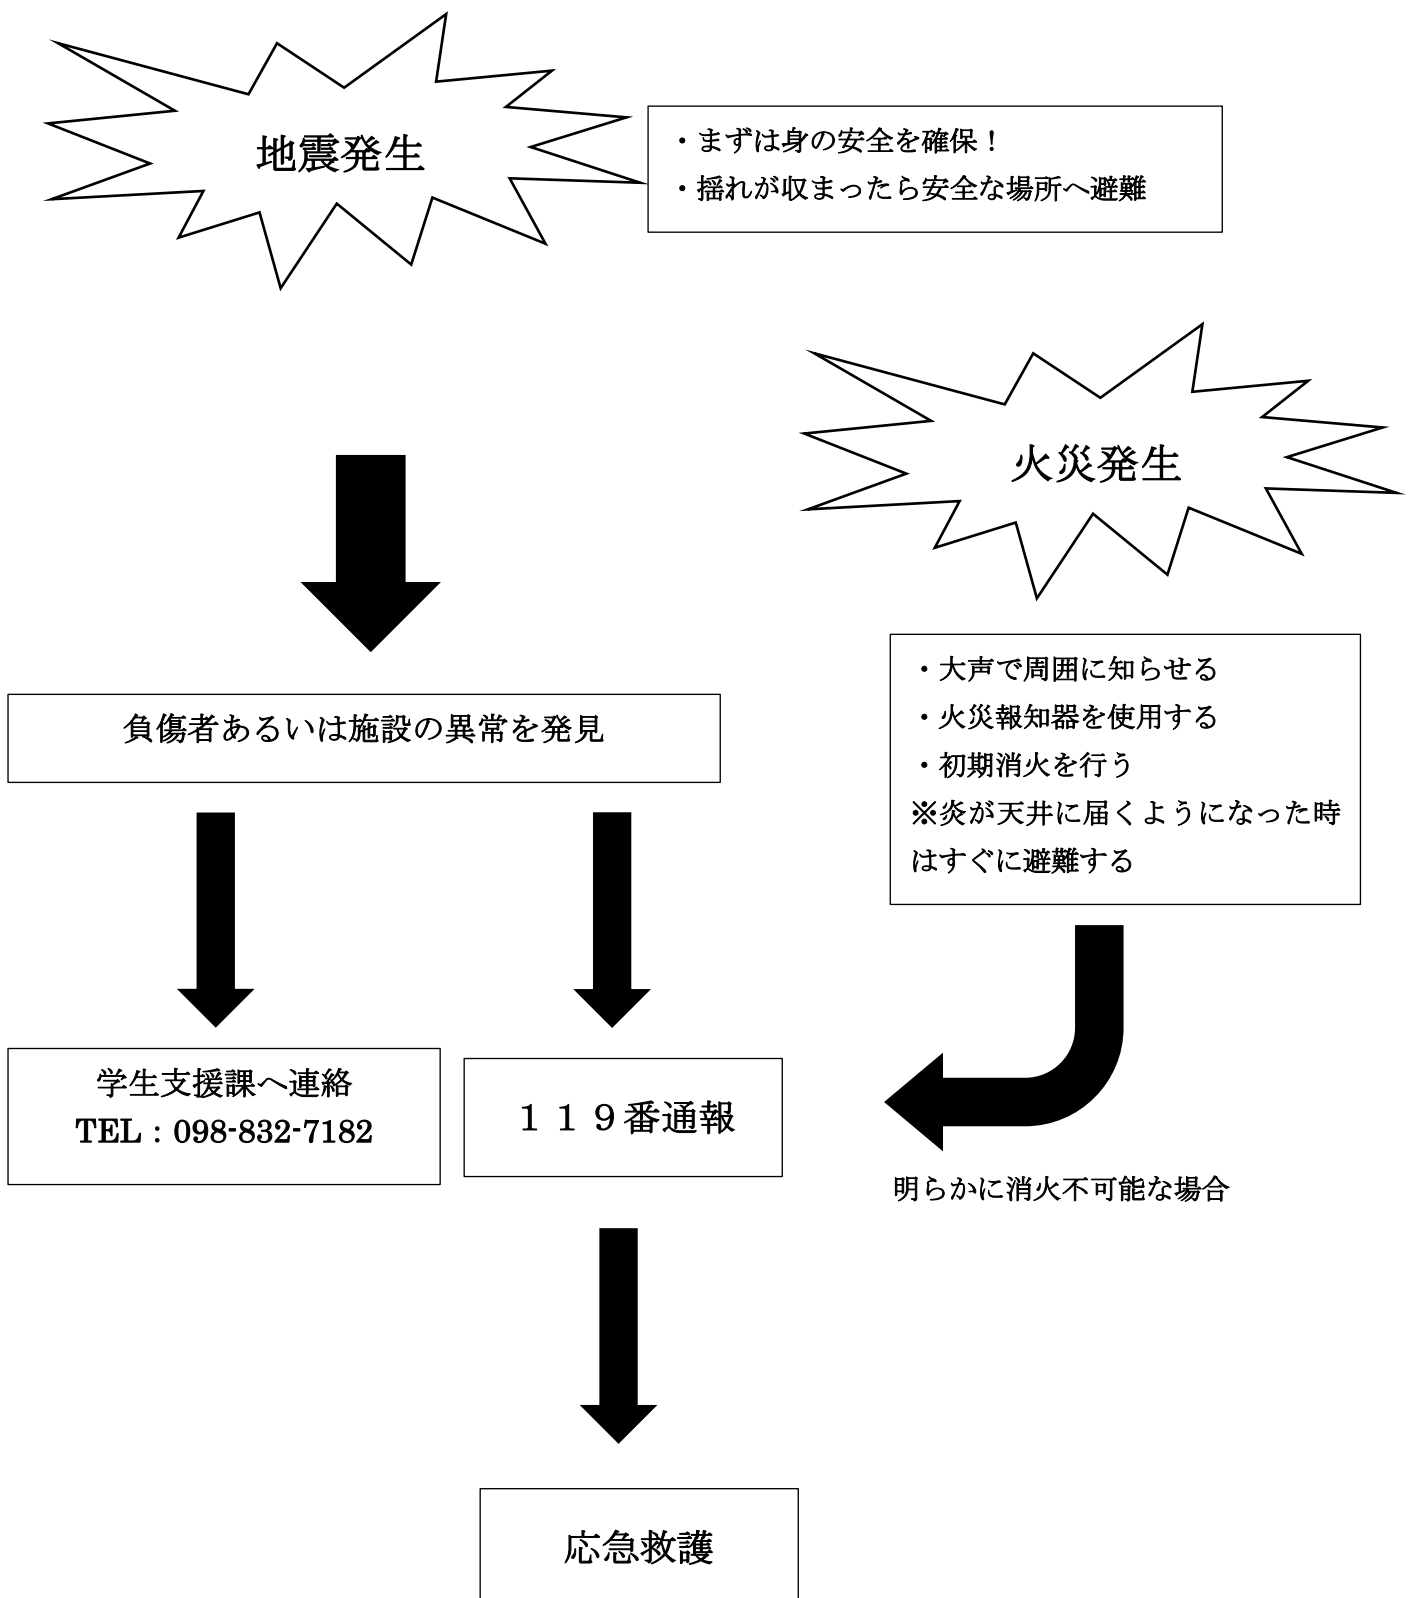 地震発生
・まずは身の安全を確保！
・揺れが収まったら安全な場所へ避難
火災発生
・大声で周囲に知らせる
・火災報知器を使用する
・初期消火を行う
※炎が天井に届くようになった時
はすぐに避難する
負傷者あるいは施設の異常を発見
学生支援課へ連絡
TEL：098-832-7182
１１９番通報
明らかに消火不可能な場合
応急救護